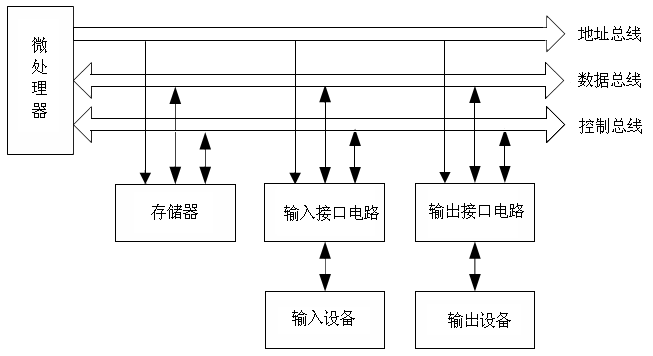 微处理器
地址总线
数据总线
控制总线
存储器
输入接口电路
输出接口电路
输入设备
输出设备